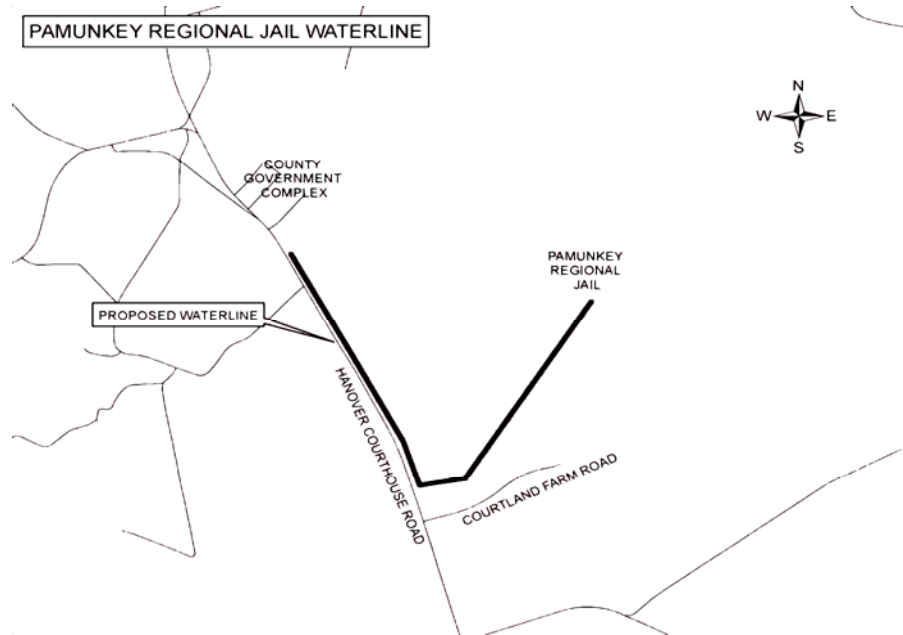 PAMUNKEY REGIONAL JAIL WATERLINE
N
W E
S
COUNTY
GOVERNMENT
COMPLEX
PAMUNKEY
REGIONAL
JAIL
PROPOSED WATERLINE
HANOVER COURTHOUSE ROAD
COURTLAND FARM ROAD